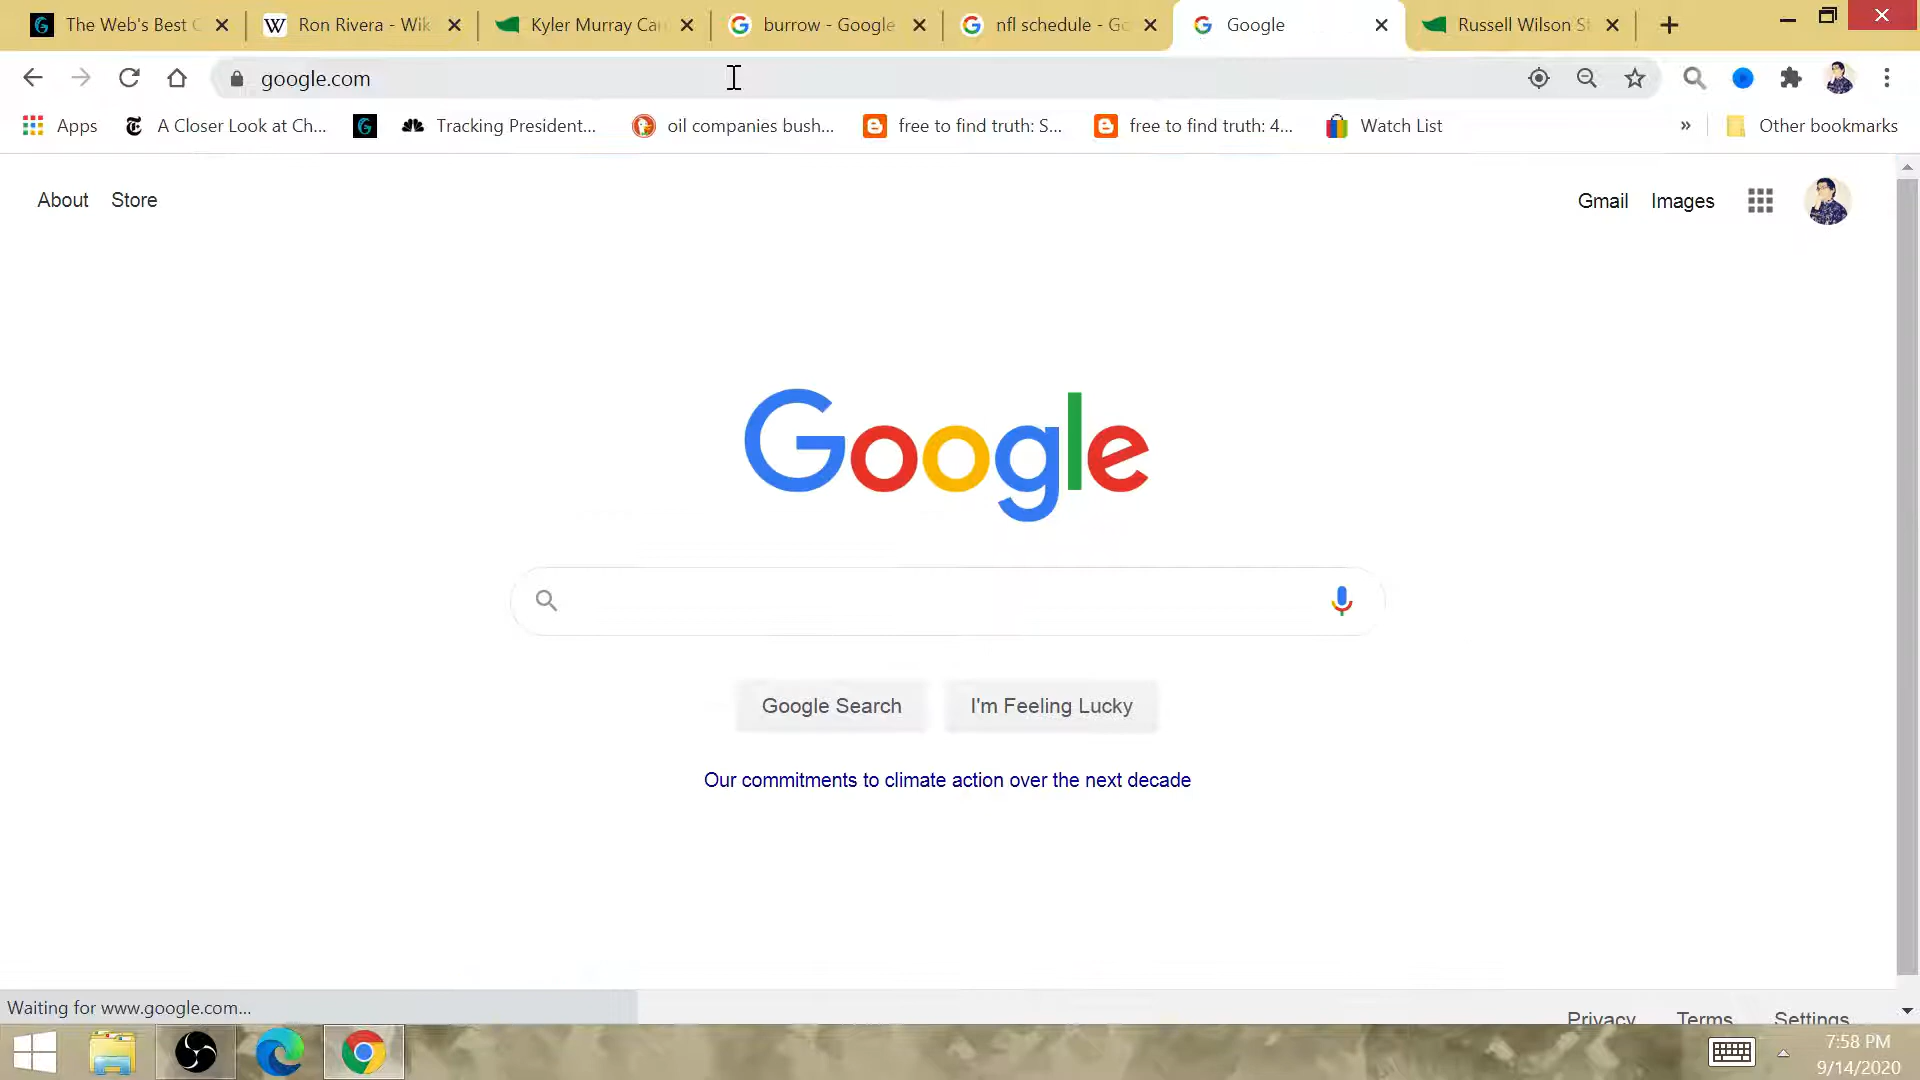 The Web's Best C
Ron Rivera - Wiki
Kyler Murray Car
burrow - Google
nfl schedule - Go
Google
Russell Wilson St
google.com
Apps
A Closer Look at Ch...
Tracking President...
oil companies bush...
free to find truth: S...
free to find truth: 4...
Watch List
»
Other bookmarks
About
Store
Gmail
Images
Google
Google Search
I'm Feeling Lucky
Our commitments to climate action over the next decade
Waiting for www.google.com...
Privacy
Terms
Settings
7:58 PM
9/14/2020